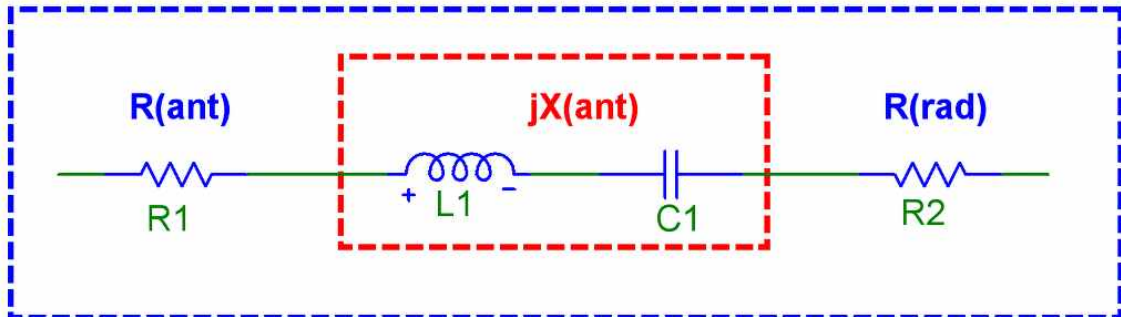 R(ant) jX(ant) R(rad)
+ -
R1 L1 C1 R2